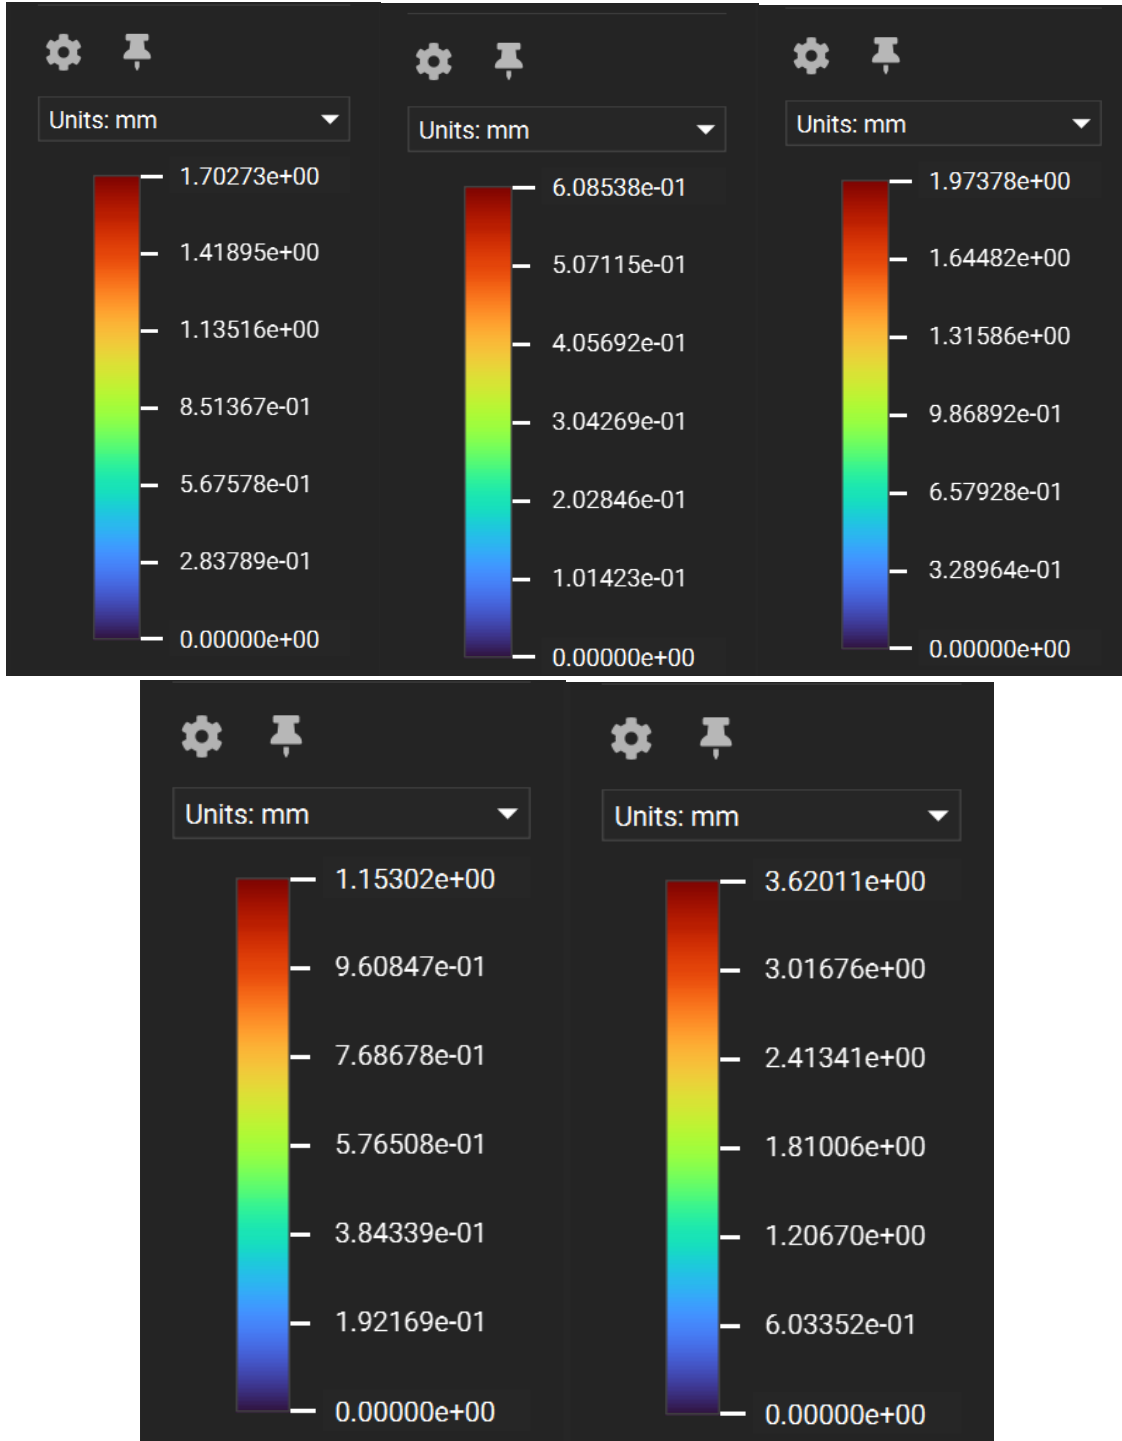 Units: mm
1.70273e+00
1.41895e+00
1.13516e+00
8.51367e-01
5.67578e-01
2.83789e-01
0.00000e+00
Units: mm
6.08538e-01
5.07115e-01
4.05692e-01
3.04269e-01
2.02846e-01
1.01423e-01
0.00000e+00
Units: mm
1.97378e+00
1.64482e+00
1.31586e+00
9.86892e-01
6.57928e-01
3.28964e-01
0.00000e+00
Units: mm
1.15302e+00
9.60847e-01
7.68678e-01
5.76508e-01
3.84339e-01
1.92169e-01
0.00000e+00
Units: mm
3.62011e+00
3.01676e+00
2.41341e+00
1.81006e+00
1.20670e+00
6.03352e-01
0.00000e+00